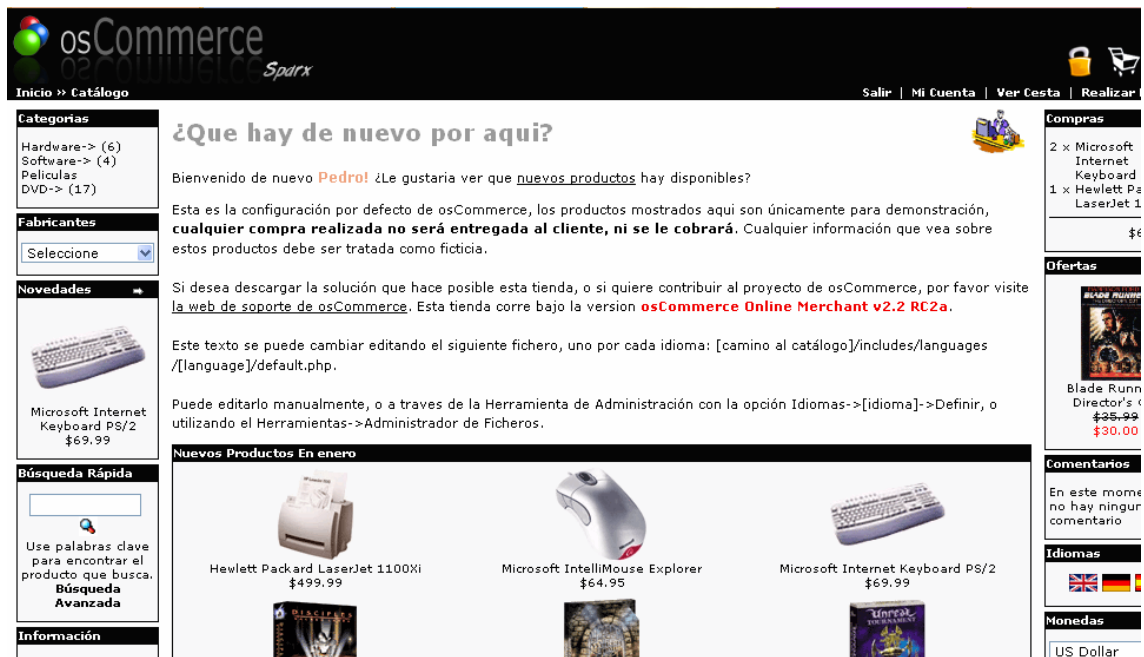 osCommerce
Sparx
Inicio >> Catálogo
Salir | Mi Cuenta | Ver Cesta | Realizar
Categorias
Hardware-> (6)
Software-> (4)
Peliculas
DVD-> (17)
Fabricantes
Seleccione
Novedades
Microsoft Internet
Keyboard PS/2
$69.99
Búsqueda Rápida
Use palabras clave
para encontrar el
producto que busca.
Búsqueda
Avanzada
Información
¿Que hay de nuevo por aqui?
Bienvenido de nuevo Pedro! ¿Le gustaria ver que nuevos productos hay disponibles?
Esta es la configuración por defecto de osCommerce, los productos mostrados aqui son únicamente para demonstración,
cualquier compra realizada no será entregada al cliente, ni se le cobrará. Cualquier información que vea sobre
estos productos debe ser tratada como ficticia.
Si desea descargar la solución que hace posible esta tienda, o si quiere contribuir al proyecto de osCommerce, por favor visite
la web de soporte de osCommerce. Esta tienda corre bajo la version osCommerce Online Merchant v2.2 RC2a.
Este texto se puede cambiar editando el siguiente fichero, uno por cada idioma: [camino al catálogo]/includes/languages
/[language]/default.php.
Puede editarlo manualmente, o a traves de la Herramienta de Administración con la opción Idiomas->[idioma]->Definir, o
utilizando el Herramientas->Administrador de Ficheros.
Nuevos Productos En enero
Hewlett Packard LaserJet 1100Xi
$499.99
Microsoft IntelliMouse Explorer
$64.95
Microsoft Internet Keyboard PS/2
$69.99
DISCIPLES
Unreal
TOURNAMENT
Compras
2 x Microsoft
Internet
Keyboard
1 x Hewlett
LaserJet
Ofertas
BLADE RUNNER
Blade
Director's
$35.99
$30.00
Comentarios
En este
no hay
comentario
Idiomas
Monedas
US Dollar